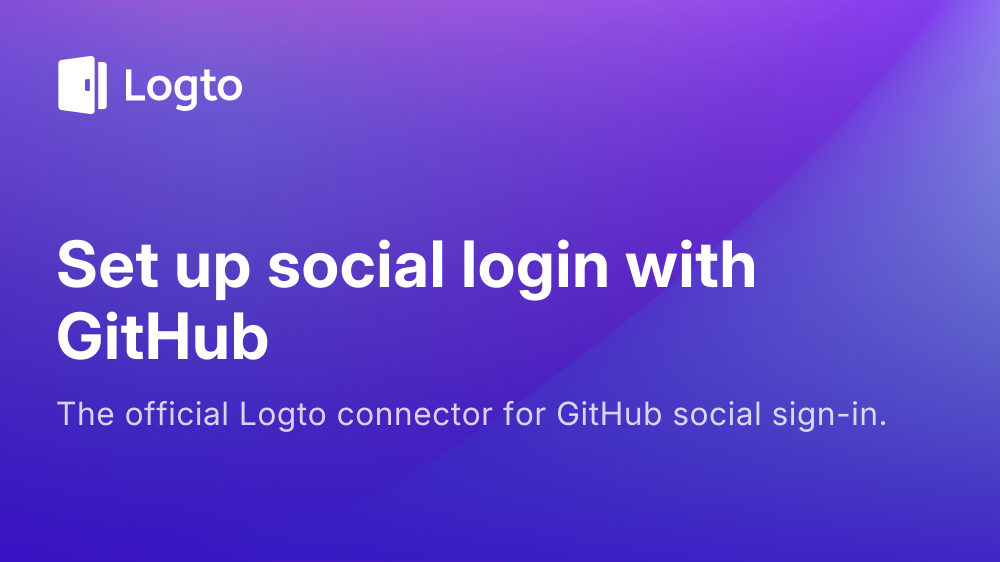 Logto
Set up social login with
GitHub
The official Logto connector for GitHub social sign-in.